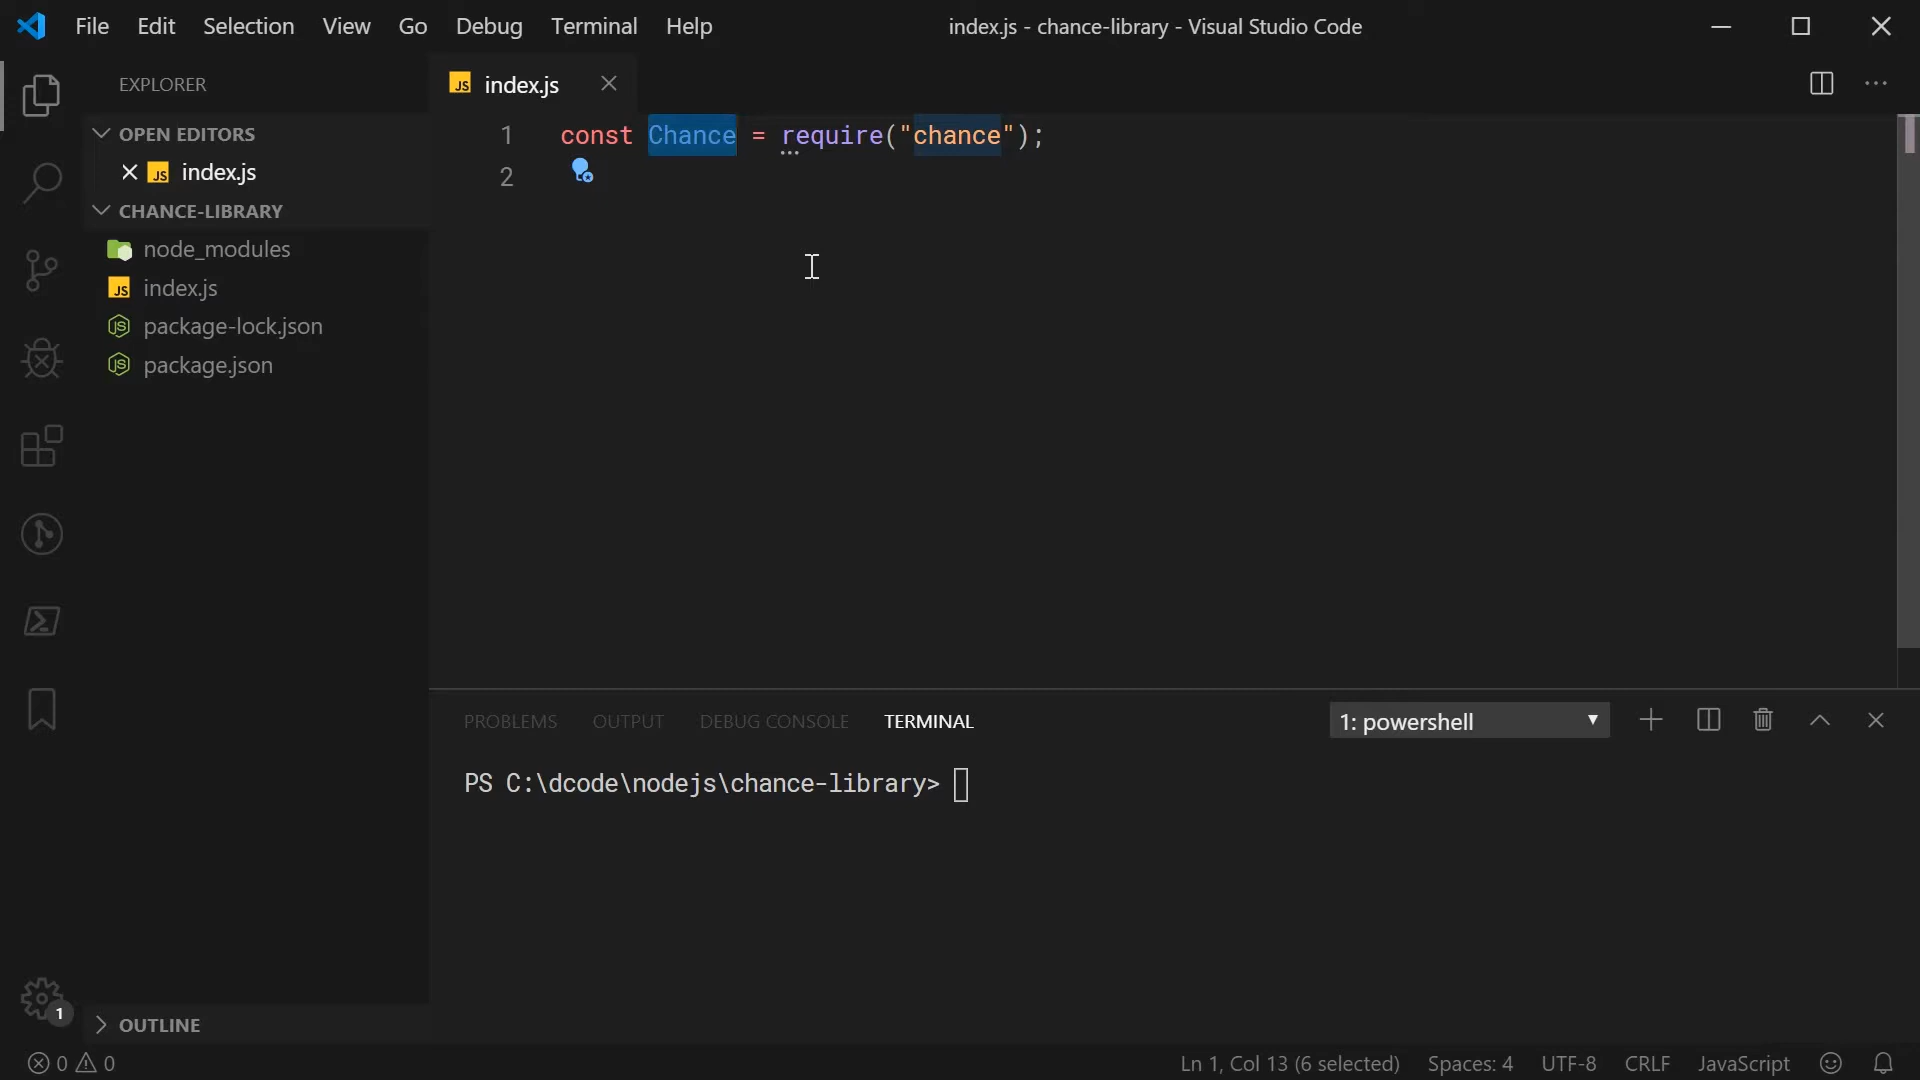 File Edit Selection View Go Debug Terminal Help
index.js - chance-library - Visual Studio Code
EXPLORER
OPEN EDITORS
JS index.js
CHANCE-LIBRARY
node_modules
JS index.js
package-lock.json
package.json
OUTLINE
JS index.js
1 const Chance = require("chance");
2
PROBLEMS OUTPUT DEBUG CONSOLE TERMINAL
1: powershell
PS C:\dcode\nodejs\chance-library>
1
0 0
Ln 1, Col 13 (6 selected) Spaces: 4 UTF-8 CRLF JavaScript